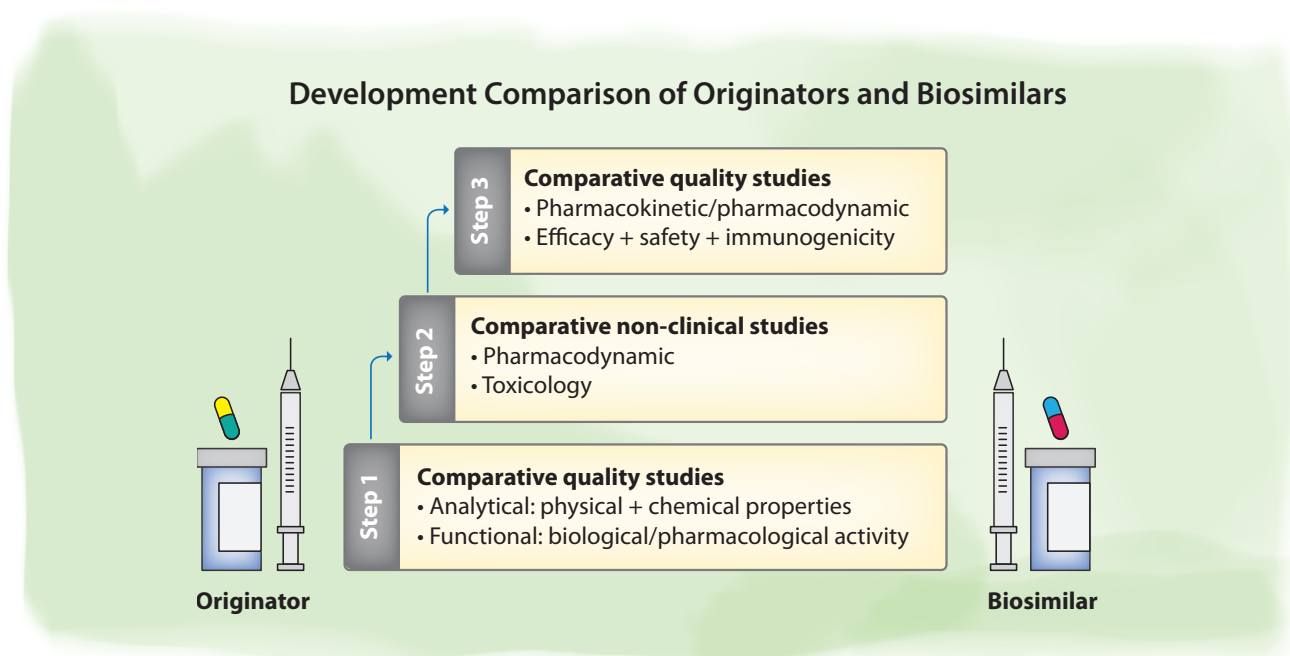 Development Comparison of Originators and Biosimilars
Step 3
Comparative quality studies
• Pharmacokinetic/pharmacodynamic
• Efficacy + safety + immunogenicity
Step 2
Comparative non-clinical studies
• Pharmacodynamic
• Toxicology
Step 1
Comparative quality studies
• Analytical: physical + chemical properties
• Functional: biological/pharmacological activity
Originator
Biosimilar